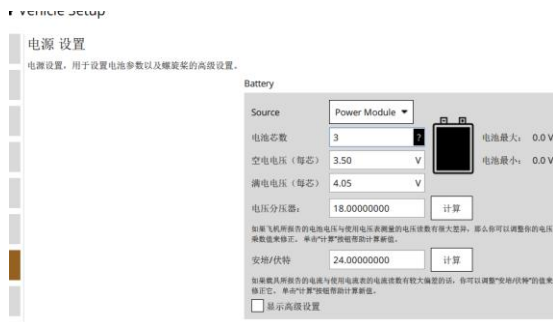 Vehicle Setup
电源 设置
电源设置，用于设置电池参数以及螺旋桨的高级设置。
Battery
Source Power Module
电池芯数 3 ? 电池最大： 0.0 V
空电电压（每芯） 3.50 V 电池最小： 0.0 V
满电电压（每芯） 4.05 V
电压分压器： 18.00000000 计算
如果飞机所报告的电池电压与使用电压表测量的电压读数有很大差异，那么你可以调整你的电压
乘数值来修正。 单击“计算”按钮帮助计算新值。
安地/伏特 24.00000000 计算
如果载具所报告的电流与使用电流表的电流读数有较大偏差的话，你可以调整“安地/伏特”的值来
修正它。 单击“计算”按钮帮助计算新值。
显示高级设置